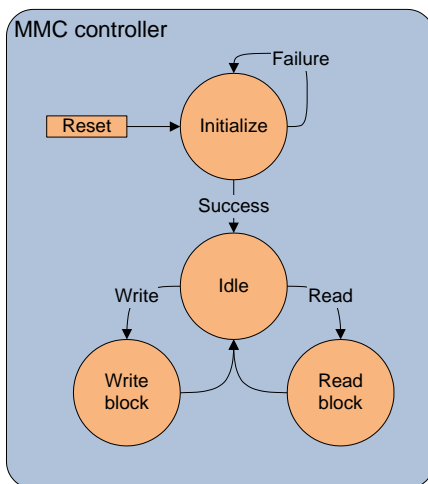 MMC controller
Failure
Reset
Initialize
Success
Idle
Write
Read
Write
block
Read
block